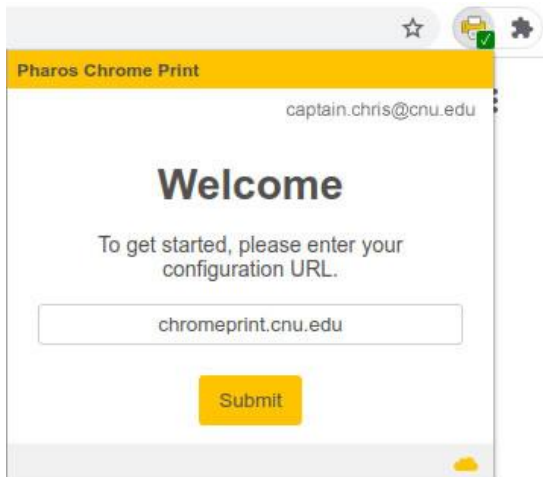 Pharos Chrome Print
captain.chris@cnu.edu
Welcome
To get started, please enter your
configuration URL.
chromeprint.cnu.edu
Submit